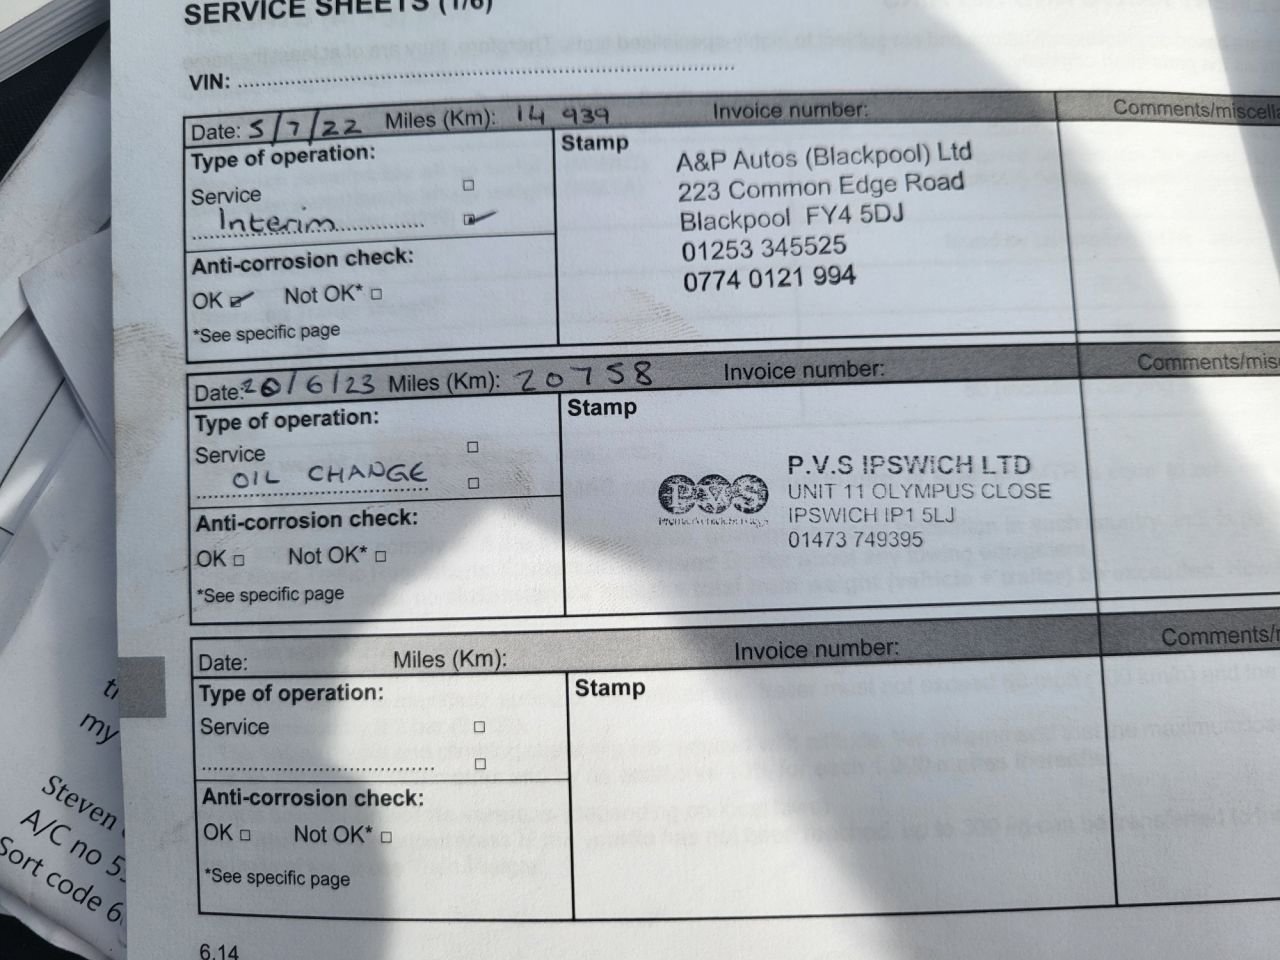 SERVICE SHEETS (1/6)
VIN:
Date: 5/7/22 Miles (Km): 14 939 Invoice number: Comments/miscella
Type of operation:
Service
Interim
Anti-corrosion check:
OK Not OK*
*See specific page
Stamp
A&P Autos (Blackpool) Ltd
223 Common Edge Road
Blackpool FY4 5DJ
01253 345525
0774 0121 994
Date: 20/6/23 Miles (Km): 20758 Invoice number: Comments/mis
Type of operation:
Service
OIL CHANGE
Anti-corrosion check:
OK Not OK*
*See specific page
Stamp
PVS
P.V.S IPSWICH LTD
UNIT 11 OLYMPUS CLOSE
IPSWICH IP1 5LJ
01473 749395
Date: Miles (Km): Invoice number: Comments/
Type of operation:
Service
Anti-corrosion check:
OK Not OK*
*See specific page
Stamp
6.14
my
Steven
A/C no 5
Sort code 6